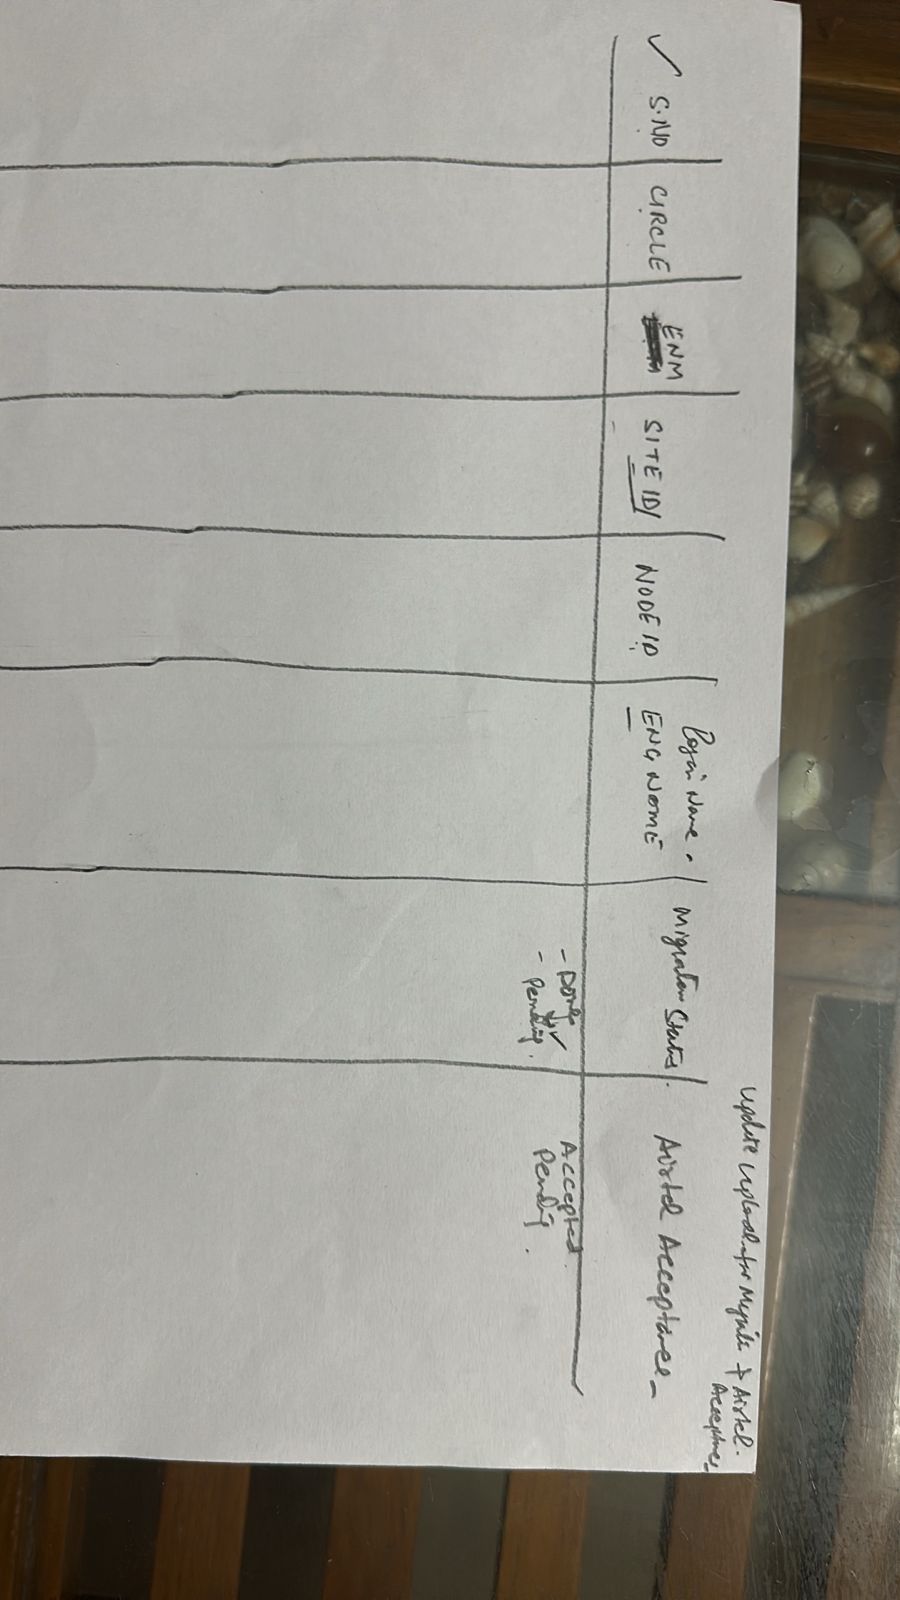 Update Upload for + Airtel.
Acceptance
✓ S.NO CIRCLE ENM SITE ID/ NODE ID Login Name. ENG NAME Migration Status. Airtel Acceptance
- Done ✓ Accepted.
- Pending. Pending.